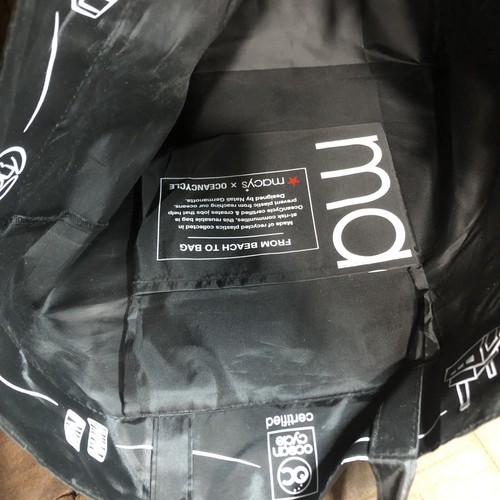 FROM BEACH TO BAG
Made of recycled plastics collected in
at-risk communities, this reusable bag is
OceanCycle certified & creates jobs that help
prevent plastic from reaching our oceans.
Designed by Natali Germanotta.
macy's x OCEANCYCLE
ma
ocean
cycle
certified